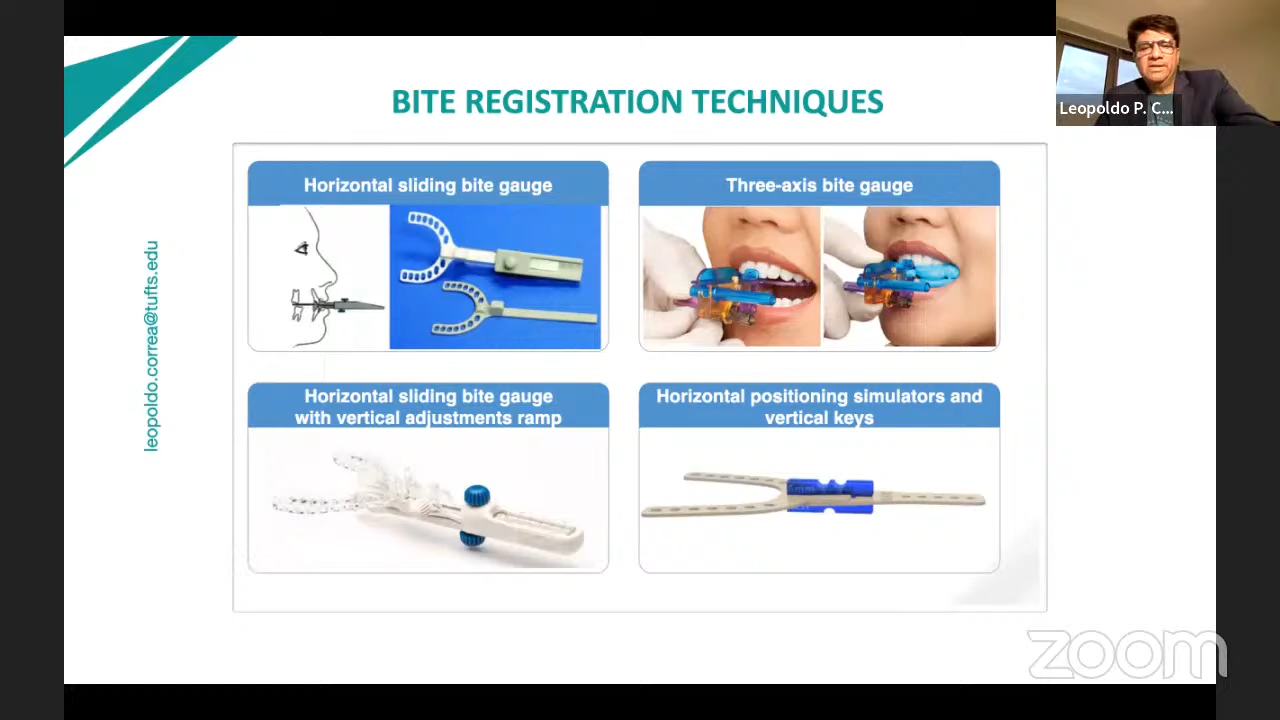 Leopoldo P. C...
BITE REGISTRATION TECHNIQUES
leopoldo.correa@tufts.edu
Horizontal sliding bite gauge
Three-axis bite gauge
Horizontal sliding bite gauge
with vertical adjustments ramp
Horizontal positioning simulators and
vertical keys
zoom